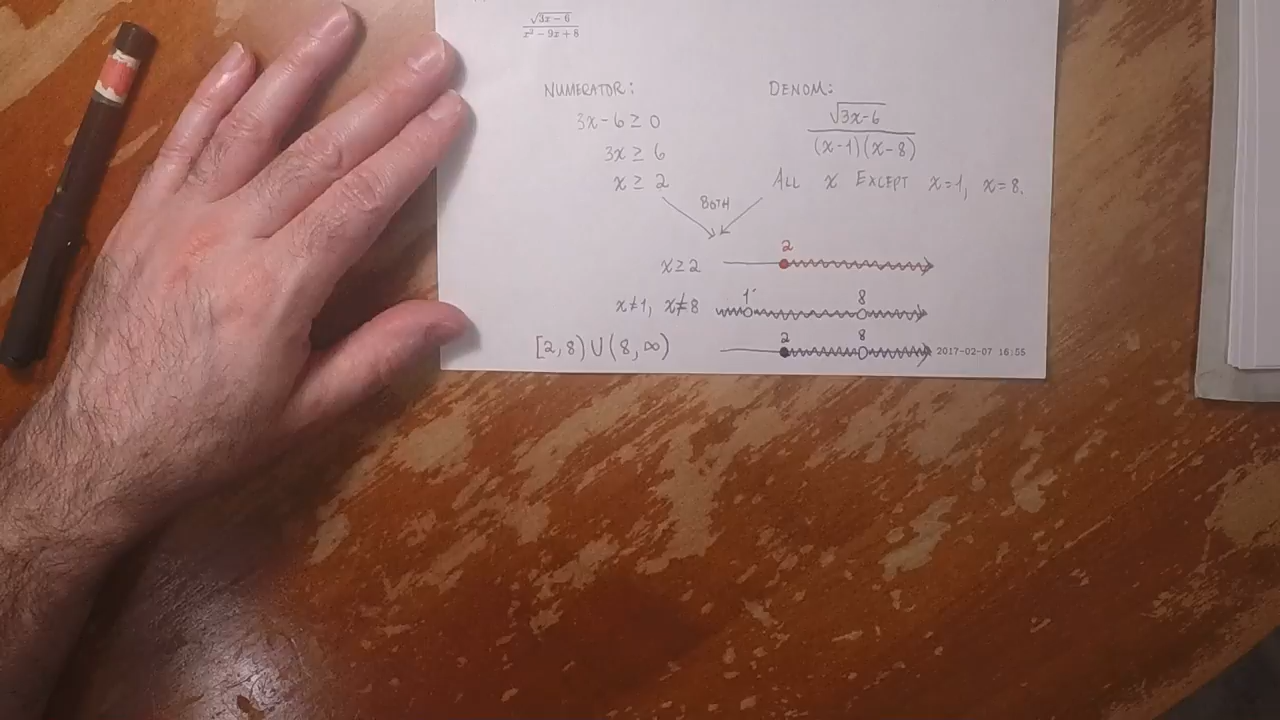 √3x − 6
x² − 9x + 8
NUMERATOR:
3x - 6 ≥ 0
3x ≥ 6
x ≥ 2
DENOM:
√3x-6
(x-1)(x-8)
ALL x EXCEPT x=1, x=8.
BOTH
x ≥ 2
2
x≠1, x≠8
1 8
[2,8) U (8,∞)
2 8
2017-02-07 16:55